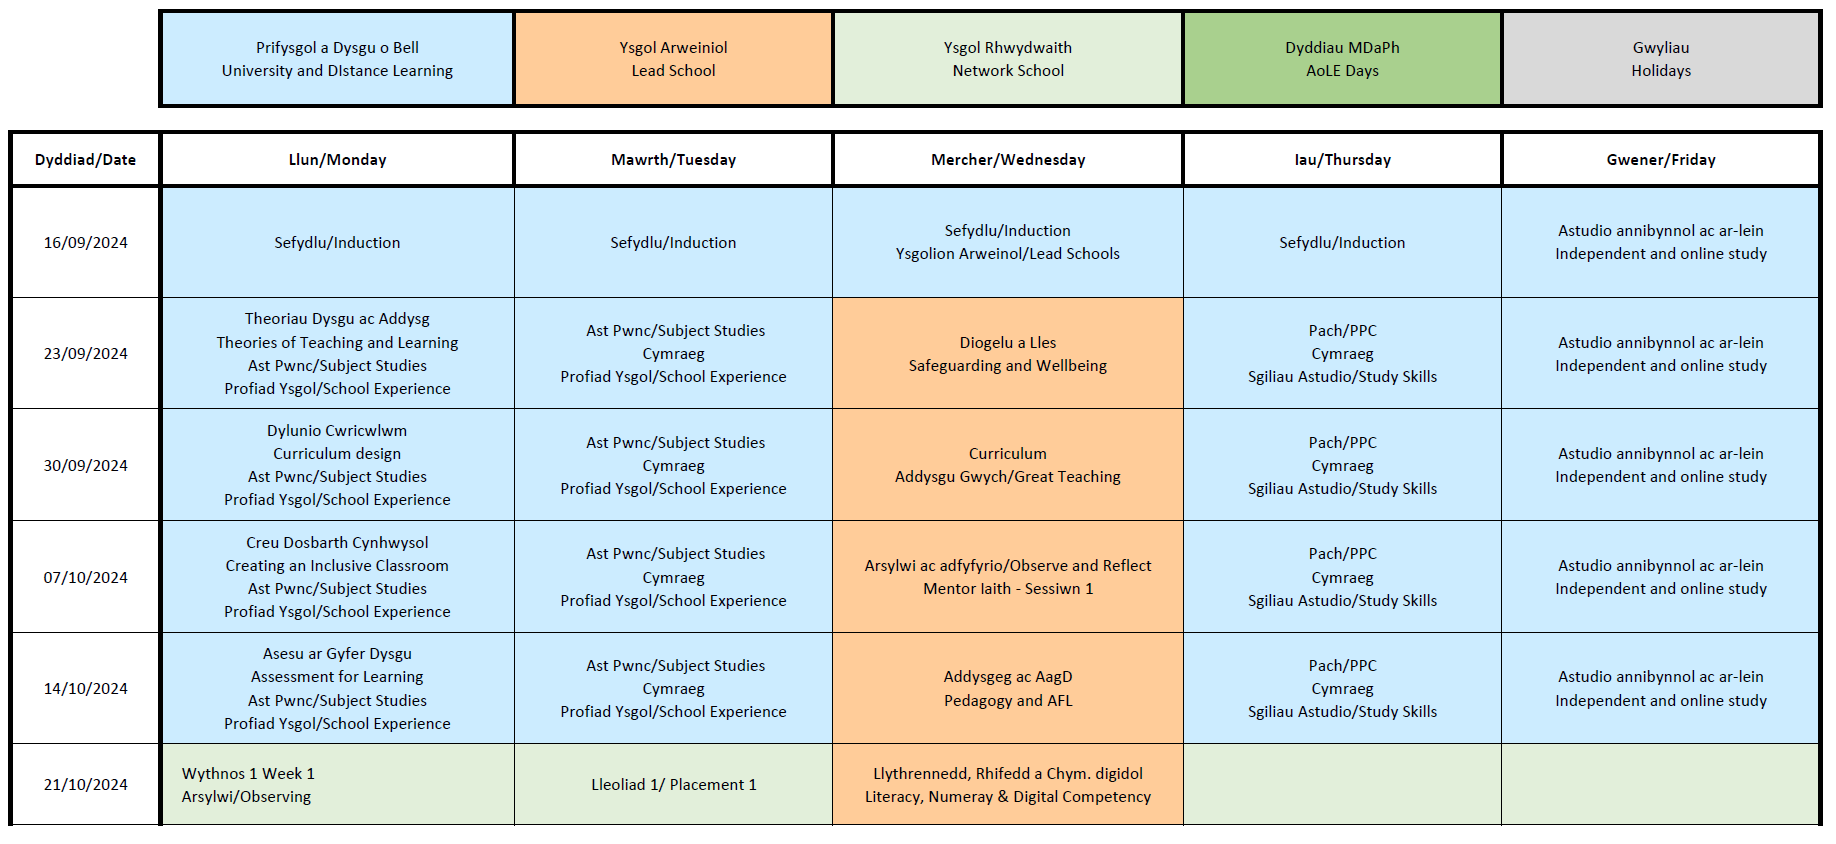 Prifysgol a Dysgu o Bell
University and DIstance Learning
Ysgol Arweiniol
Lead School
Ysgol Rhwydwaith
Network School
Dyddiau MDaPh
AoLE Days
Gwyliau
Holidays
Dyddiad/Date
Llun/Monday
Mawrth/Tuesday
Mercher/Wednesday
Iau/Thursday
Gwener/Friday
16/09/2024
Sefydlu/Induction
Sefydlu/Induction
Sefydlu/Induction
Ysgolion Arweinol/Lead Schools
Sefydlu/Induction
Astudio annibynnol ac ar-lein
Independent and online study
23/09/2024
Theoriau Dysgu ac Addysg
Theories of Teaching and Learning
Ast Pwnc/Subject Studies
Profiad Ysgol/School Experience
Ast Pwnc/Subject Studies
Cymraeg
Profiad Ysgol/School Experience
Diogelu a Lles
Safeguarding and Wellbeing
Pach/PPC
Cymraeg
Sgiliau Astudio/Study Skills
Astudio annibynnol ac ar-lein
Independent and online study
30/09/2024
Dylunio Cwricwlwm
Curriculum design
Ast Pwnc/Subject Studies
Profiad Ysgol/School Experience
Ast Pwnc/Subject Studies
Cymraeg
Profiad Ysgol/School Experience
Curriculum
Addysgu Gwych/Great Teaching
Pach/PPC
Cymraeg
Sgiliau Astudio/Study Skills
Astudio annibynnol ac ar-lein
Independent and online study
07/10/2024
Creu Dosbarth Cynhwysol
Creating an Inclusive Classroom
Ast Pwnc/Subject Studies
Profiad Ysgol/School Experience
Ast Pwnc/Subject Studies
Cymraeg
Profiad Ysgol/School Experience
Arsylwi ac adfyfyrio/Observe and Reflect
Mentor Iaith - Sessiwn 1
Pach/PPC
Cymraeg
Sgiliau Astudio/Study Skills
Astudio annibynnol ac ar-lein
Independent and online study
14/10/2024
Asesu ar Gyfer Dysgu
Assessment for Learning
Ast Pwnc/Subject Studies
Profiad Ysgol/School Experience
Ast Pwnc/Subject Studies
Cymraeg
Profiad Ysgol/School Experience
Addysgeg ac AagD
Pedagogy and AFL
Pach/PPC
Cymraeg
Sgiliau Astudio/Study Skills
Astudio annibynnol ac ar-lein
Independent and online study
21/10/2024
Wythnos 1 Week 1
Arsylwi/Observing
Lleoliad 1/ Placement 1
Llythrennedd, Rhifedd a Chym. digidol
Literacy, Numeray & Digital Competency